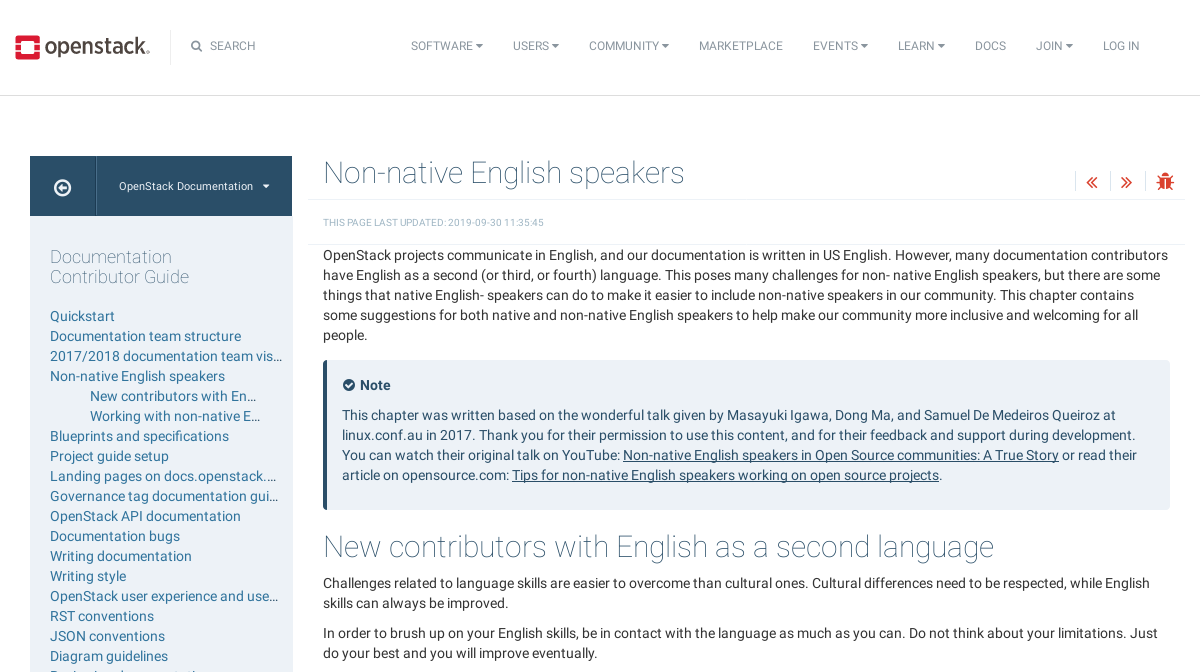 openstack.
SEARCH
SOFTWARE
USERS
COMMUNITY
MARKETPLACE
EVENTS
LEARN
DOCS
JOIN
LOG IN
OpenStack Documentation
Documentation
Contributor Guide
Quickstart
Documentation team structure
2017/2018 documentation team vis...
Non-native English speakers
New contributors with En...
Working with non-native E...
Blueprints and specifications
Project guide setup
Landing pages on docs.openstack....
Governance tag documentation gui...
OpenStack API documentation
Documentation bugs
Writing documentation
Writing style
OpenStack user experience and use...
RST conventions
JSON conventions
Diagram guidelines
Non-native English speakers
THIS PAGE LAST UPDATED: 2019-09-30 11:35:45
OpenStack projects communicate in English, and our documentation is written in US English. However, many documentation contributors
have English as a second (or third, or fourth) language. This poses many challenges for non- native English speakers, but there are some
things that native English- speakers can do to make it easier to include non-native speakers in our community. This chapter contains
some suggestions for both native and non-native English speakers to help make our community more inclusive and welcoming for all
people.
Note
This chapter was written based on the wonderful talk given by Masayuki Igawa, Dong Ma, and Samuel De Medeiros Queiroz at
linux.conf.au in 2017. Thank you for their permission to use this content, and for their feedback and support during development.
You can watch their original talk on YouTube: Non-native English speakers in Open Source communities: A True Story or read their
article on opensource.com: Tips for non-native English speakers working on open source projects.
New contributors with English as a second language
Challenges related to language skills are easier to overcome than cultural ones. Cultural differences need to be respected, while English
skills can always be improved.
In order to brush up on your English skills, be in contact with the language as much as you can. Do not think about your limitations. Just
do your best and you will improve eventually.